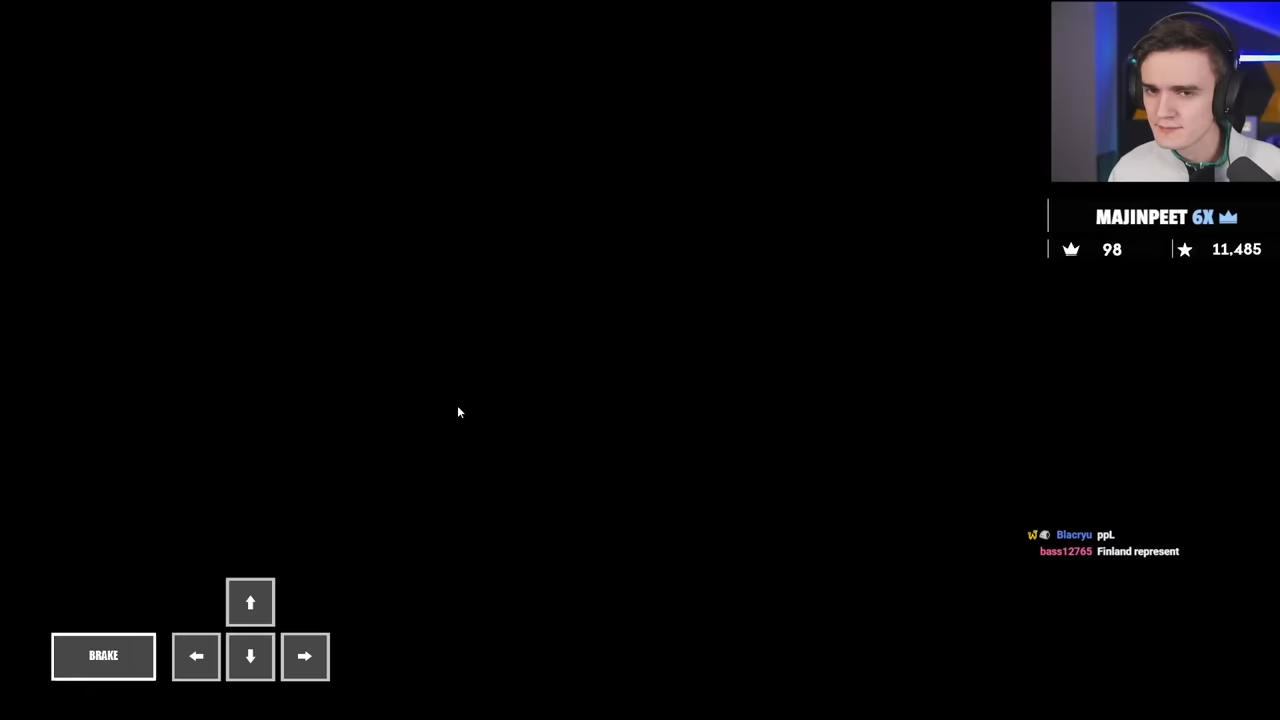 MAJINPEET 6X
98 11,485
Blacryu ppL
bass12765 Finland represent
BRAKE